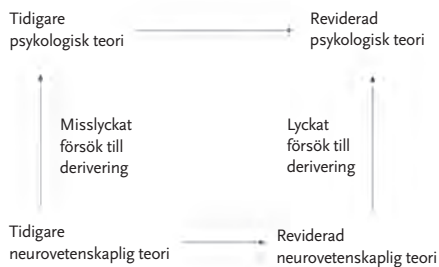 Tidigare
psykologisk teori
Reviderad
psykologisk teori
Misslyckat
försök till
derivering
Lyckat
försök till
derivering
Tidigare
neurovetenskaplig teori
Reviderad
neurovetenskaplig teori